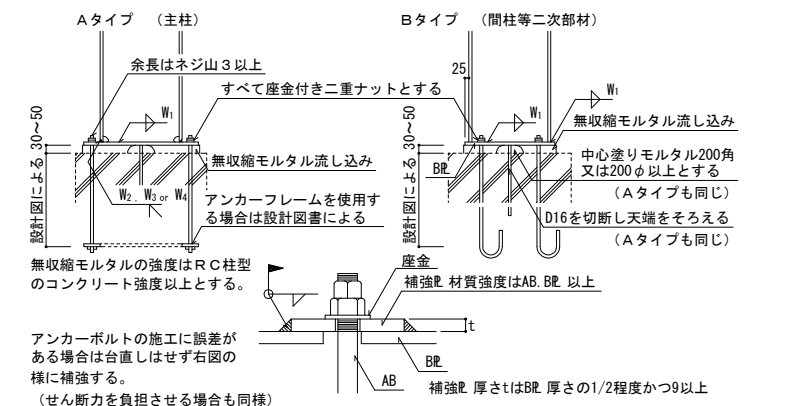 Aタイプ (主柱)
Bタイプ (間柱等二次部材)
余長はネジ山3以上
すべて座金付き二重ナットとする
25
W1
W1
W1
30~50
設計図による
無収縮モルタル流し込み
W2. W3 or W4
アンカーフレームを使用す
る場合は設計図書による
30~50
設計図による
BPL
無収縮モルタル流し込み
中心塗りモルタル200角
又は200φ以上とする
(Aタイプも同じ)
D16を切断し天端をそろえる
(Aタイプも同じ)
無収縮モルタルの強度はRC柱型
のコンクリート強度以上とする。
座金
補強PL 材質強度はAB.BPL 以上
t
アンカーボルトの施工に誤差が
ある場合は台直しはせず右図の
様に補強する。
(せん断力を負担させる場合も同様)
BPL
AB
補強PL 厚さtはBPL 厚さの1/2程度かつ9以上